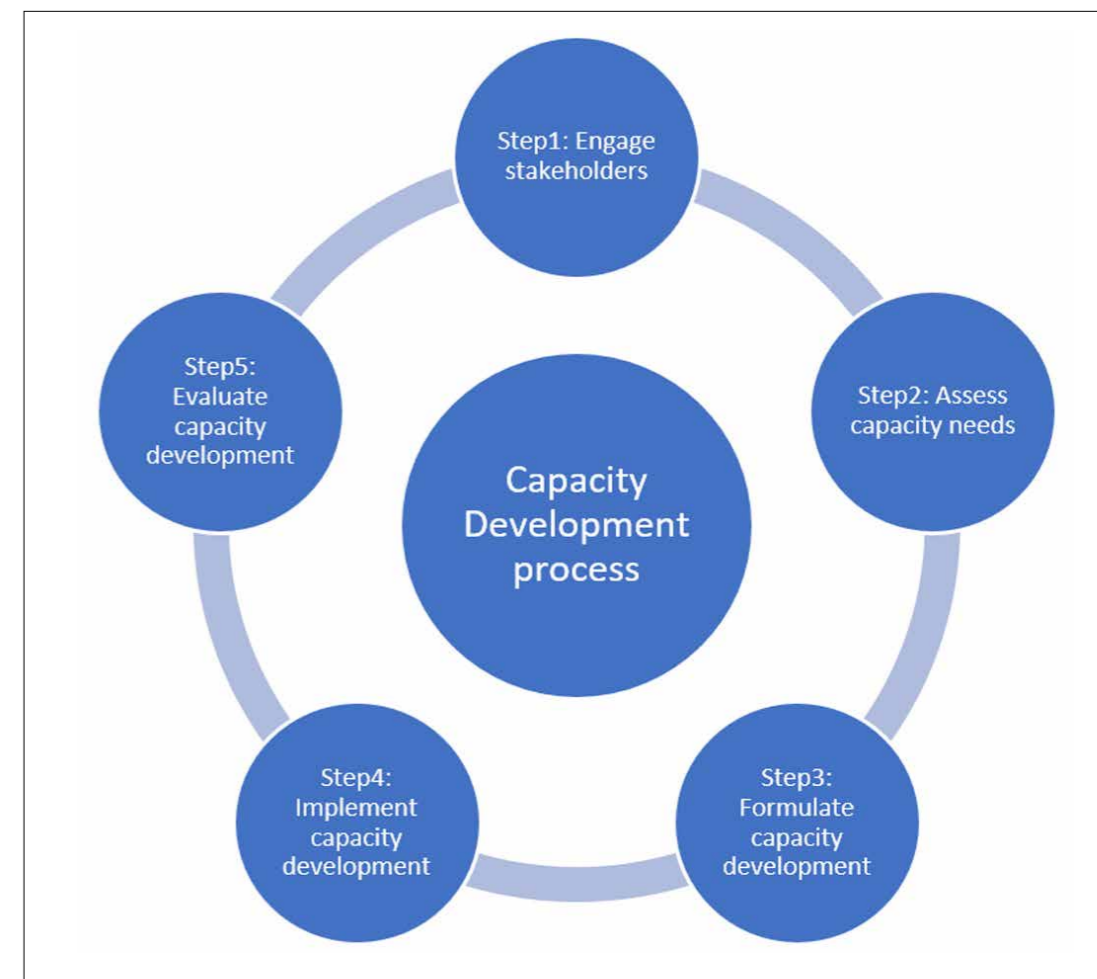 Step1: Engage
stakeholders
Step2: Assess
capacity needs
Step3:
Formulate
capacity
development
Step4:
Implement
capacity
development
Step5:
Evaluate
capacity
development
Capacity
Development
process